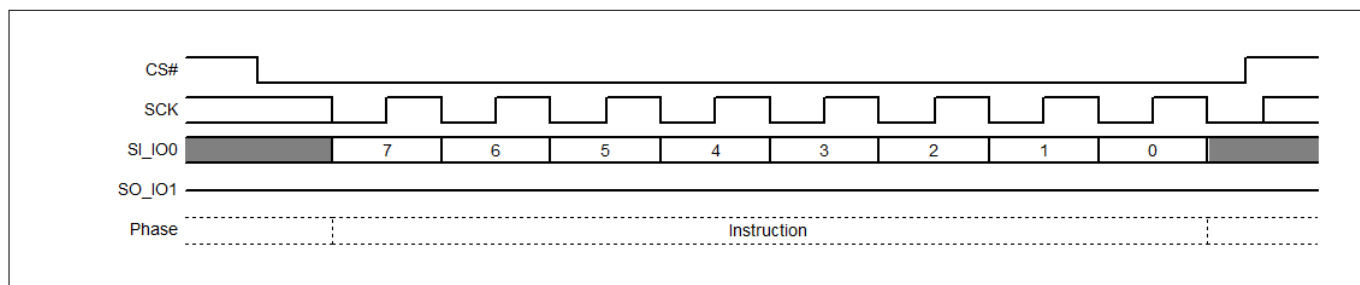 CS#
SCK
SI_IO0 7 6 5 4 3 2 1 0
SO_IO1
Phase Instruction